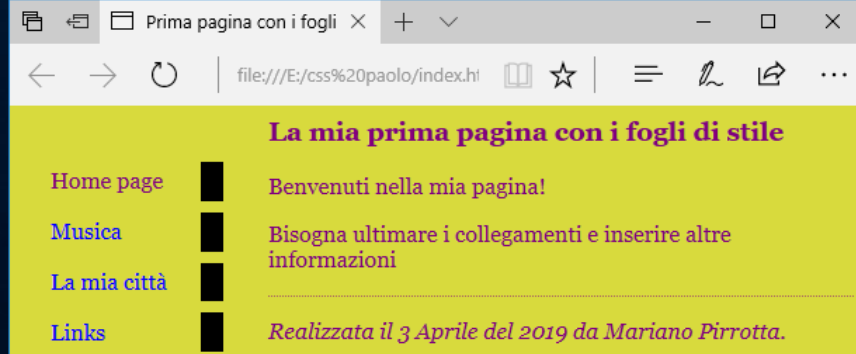 Prima pagina con i fogli
file:///E:/css%20paolo/index.ht
La mia prima pagina con i fogli di stile
Home page
Musica
La mia città
Links
Benvenuti nella mia pagina!
Bisogna ultimare i collegamenti e inserire altre
informazioni
Realizzata il 3 Aprile del 2019 da Mariano Pirrotta.